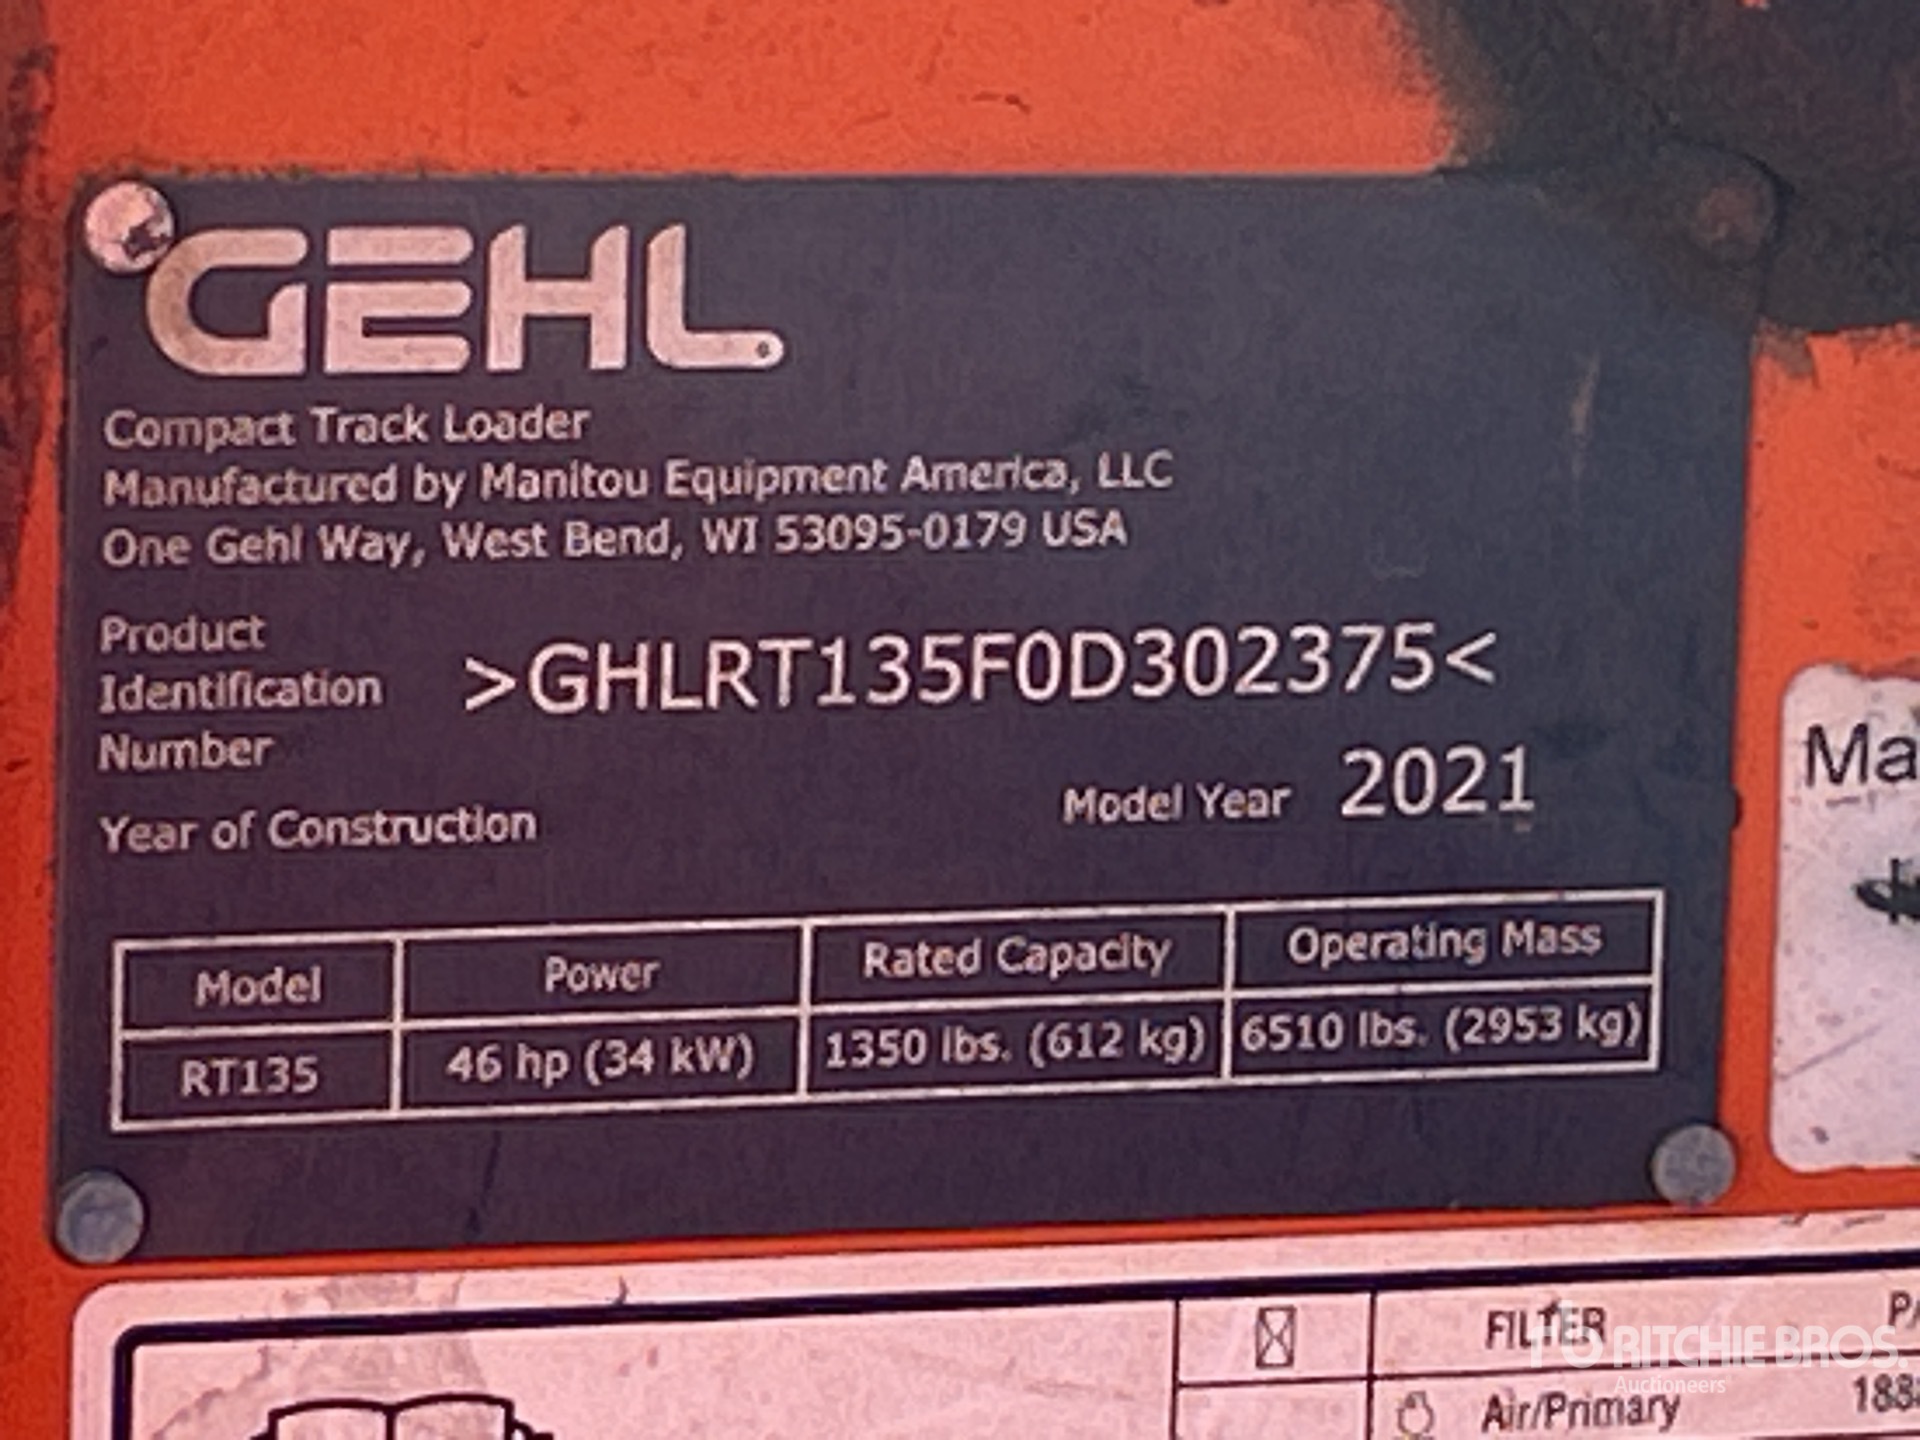 GEHL
Compact Track Loader
Manufactured by Manitou Equipment America, LLC
One Gehl Way, West Bend, WI 53095-0179 USA
Product
Identification
Number
>GHLRT135F0D302375<
Year of Construction
Model Year 2021
Model Power Rated Capacity Operating Mass
RT135 46 hp (34 kW) 1350 lbs. (612 kg) 6510 lbs. (2953 kg)
Ma
FILTER
Air/Primary
RITCHIE BROS.
Auctioneers